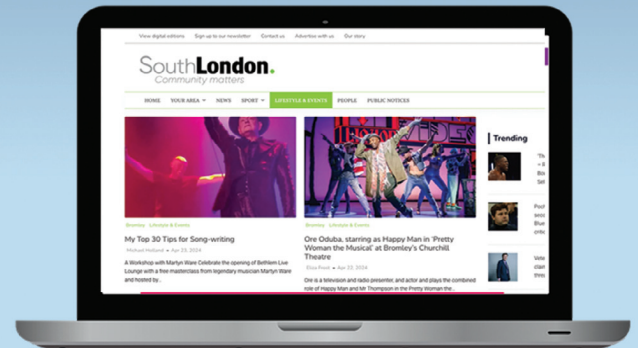 View digital editions Sign up to our newsletter Contact us Advertise with us Our story
SouthLondon.
Community matters
HOME YOUR AREA NEWS SPORT LIFESTYLE & EVENTS PEOPLE PUBLIC NOTICES
Trending
Bromley Lifestyle & Events
My Top 30 Tips for Song-writing
Michael Holland • Apr 23, 2024
A Workshop with Martyn Ware Celebrate the opening of Bethlem Live
Lounge with a free masterclass from legendary musician Martyn Ware
and hosted by..
Bromley Lifestyle & Events
Ore Oduba, starring as Happy Man in 'Pretty
Woman the Musical' at Bromley's Churchill
Theatre
Apr 22, 2024
Ore is a television and radio presenter, and actor and plays the combined
role of Happy Man and Mr Thompson in the Pretty Woman the..